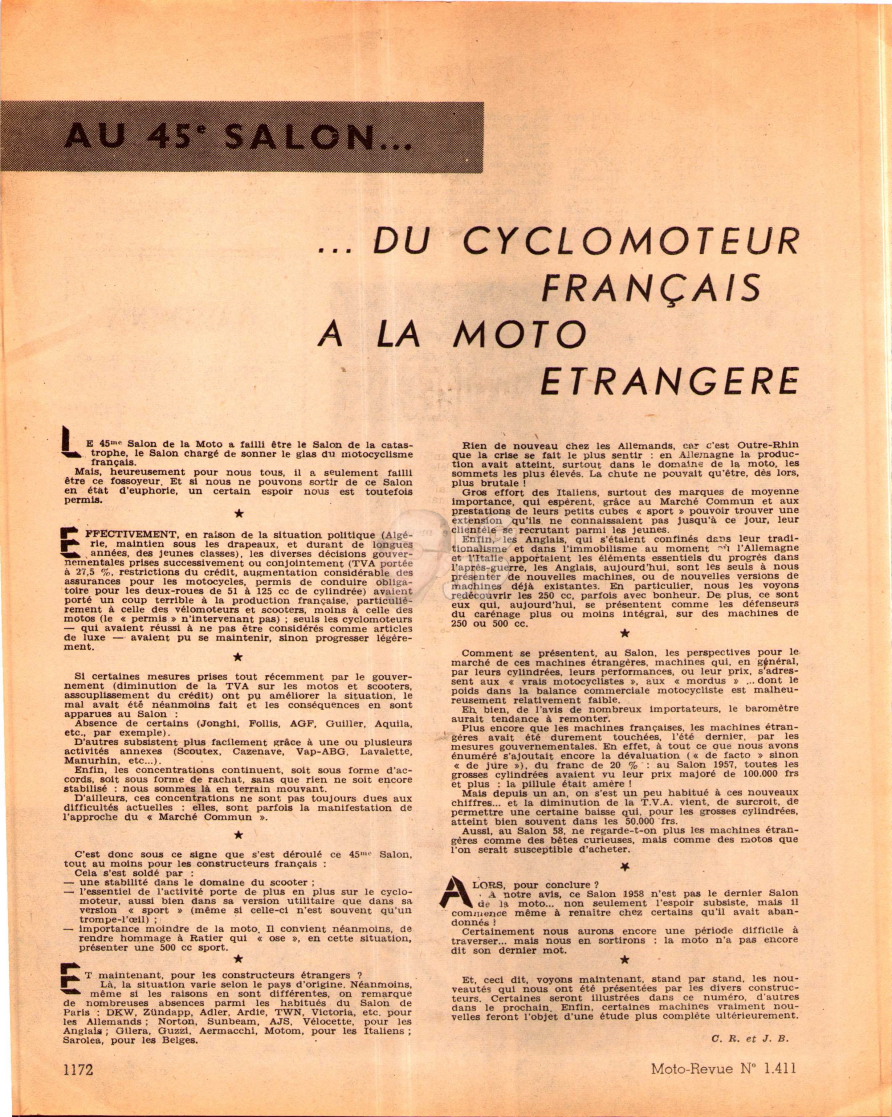 AU 45e SALON...
... DU CYCLOMOTEUR
FRANÇAIS
A LA MOTO
ETRANGERE
LE 45me Salon de la Moto a failli être le Salon de la catas-
trophe, le Salon chargé de sonner le glas du motocyclisme
français.
Mais, heureusement pour nous tous, il a seulement failli
être ce fossoyeur. Et si nous ne pouvons sortir de ce Salon
en état d'euphorie, un certain espoir nous est toutefois
permis.
★
EFFECTIVEMENT, en raison de la situation politique (Algé-
rie, maintien sous les drapeaux, et durant de longues
années, des jeunes classes), les diverses décisions gouver-
nementales prises successivement ou conjointement (TVA portée
à 27,5 %, restrictions du crédit, augmentation considérable des
assurances pour les motocycles, permis de conduire obliga-
toire pour les deux-roues de 51 à 125 cc de cylindrée) avaient
porté un coup terrible à la production française, particuliè-
rement à celle des vélomoteurs et scooters, moins à celle des
motos (le « permis » n'intervenant pas) ; seuls les cyclomoteurs
— qui avaient réussi à ne pas être considérés comme articles
de luxe — avaient pu se maintenir, sinon progresser légère-
ment.
★
Si certaines mesures prises tout récemment par le gouver-
nement (diminution de la TVA sur les motos et scooters,
assouplissement du crédit) ont pu améliorer la situation, le
mal avait été néanmoins fait et les conséquences en sont
apparues au Salon :
Absence de certains (Jonghi, Follis, AGF, Guiller, Aquila,
etc., par exemple).
D'autres subsistent plus facilement grâce à une ou plusieurs
activités annexes (Scoutex, Cazenave, Vap-ABG, Lavalette,
Manurhin, etc...).
Enfin, les concentrations continuent, soit sous forme d'ac-
cords, soit sous forme de rachat, sans que rien ne soit encore
stabilisé : nous sommes là en terrain mouvant.
D'ailleurs, ces concentrations ne sont pas toujours dues aux
difficultés actuelles : elles, sont parfois la manifestation de
l'approche du « Marché Commun ».
★
C'est donc sous ce signe que s'est déroulé ce 45me Salon,
tout au moins pour les constructeurs français :
Cela s'est soldé par :
— une stabilité dans le domaine du scooter ;
— l'essentiel de l'activité porte de plus en plus sur le cyclo-
moteur, aussi bien dans sa version utilitaire que dans sa
version « sport » (même si celle-ci n'est souvent qu'un
trompe-l'œil) ;
— importance moindre de la moto. Il convient néanmoins, de
rendre hommage à Ratier qui « ose », en cette situation,
présenter une 500 cc sport.
★
ET maintenant, pour les constructeurs étrangers ?
Là, la situation varie selon le pays d'origine. Néanmoins,
même si les raisons en sont différentes, on remarque
de nombreuses absences parmi les habitués du Salon de
Paris : DKW, Zündapp, Adler, Ardie, TWN, Victoria, etc. pour
les Allemands ; Norton, Sunbeam, AJS, Vélocette, pour les
Anglais ; Gilera, Guzzi, Aermacchi, Motom, pour les Italiens ;
Sarolea, pour les Belges.
Rien de nouveau chez les Allemands, car c'est Outre-Rhin
que la crise se fait le plus sentir : en Allemagne la produc-
tion avait atteint, surtout dans le domaine de la moto, les
sommets les plus élevés. La chute ne pouvait qu'être, dès lors,
plus brutale !
Gros effort des Italiens, surtout des marques de moyenne
importance, qui espèrent, grâce au Marché Commun et aux
prestations de leurs petits cubes « sport » pouvoir trouver une
extension qu'ils ne connaissaient pas jusqu'à ce jour, leur
clientèle se recrutant parmi les jeunes.
Enfin, les Anglais, qui s'étaient confinés dans leur tradi-
tionalisme et dans l'immobilisme au moment où l'Allemagne
et l'Italie apportaient les éléments essentiels du progrès dans
l'après-guerre, les Anglais, aujourd'hui, sont les seuls à nous
présenter de nouvelles machines, ou de nouvelles versions de
machines déjà existantes. En particulier, nous les voyons
redécouvrir les 250 cc, parfois avec bonheur. De plus, ce sont
eux qui, aujourd'hui, se présentent comme les défenseurs
du carénage plus ou moins intégral, sur des machines de
250 ou 500 cc.
★
Comment se présentent, au Salon, les perspectives pour le
marché de ces machines étrangères, machines qui, en général,
par leurs cylindrées, leurs performances, ou leur prix, s'adres-
sent aux « vrais motocyclistes », aux « mordus » ... dont le
poids dans la balance commerciale motocycliste est malheu-
reusement relativement faible.
Eh bien, de l'avis de nombreux importateurs, le baromètre
aurait tendance à remonter.
Plus encore que les machines françaises, les machines étran-
gères avait été durement touchées, l'été dernier, par les
mesures gouvernementales. En effet, à tout ce que nous avons
énuméré s'ajoutait encore la dévaluation (« de facto » sinon
« de jure »), du franc de 20 % : au Salon 1957, toutes les
grosses cylindrées avaient vu leur prix majoré de 100.000 frs
et plus : la pillule était amère !
Mais depuis un an, on s'est un peu habitué à ces nouveaux
chiffres... et la diminution de la T.V.A. vient, de surcroit, de
permettre une certaine baisse qui, pour les grosses cylindrées,
atteint bien souvent dans les 50.000 frs.
Aussi, au Salon 58, ne regarde-t-on plus les machines étran-
gères comme des bêtes curieuses, mais comme des motos que
l'on serait susceptible d'acheter.
★
ALORS, pour conclure ?
A notre avis, ce Salon 1958 n'est pas le dernier Salon
de la moto... non seulement l'espoir subsiste, mais il
commence même à renaître chez certains qu'il avait aban-
donnés !
Certainement nous aurons encore une période difficile à
traverser... mais nous en sortirons : la moto n'a pas encore
dit son dernier mot.
★
Et, ceci dit, voyons maintenant, stand par stand, les nou-
veautés qui nous ont été présentées par les divers construc-
teurs. Certaines seront illustrées dans ce numéro, d'autres
dans le prochain. Enfin, certaines machines vraiment nou-
velles feront l'objet d'une étude plus complète ultérieurement.
C. R. et J. B.
1172
Moto-Revue N° 1.411